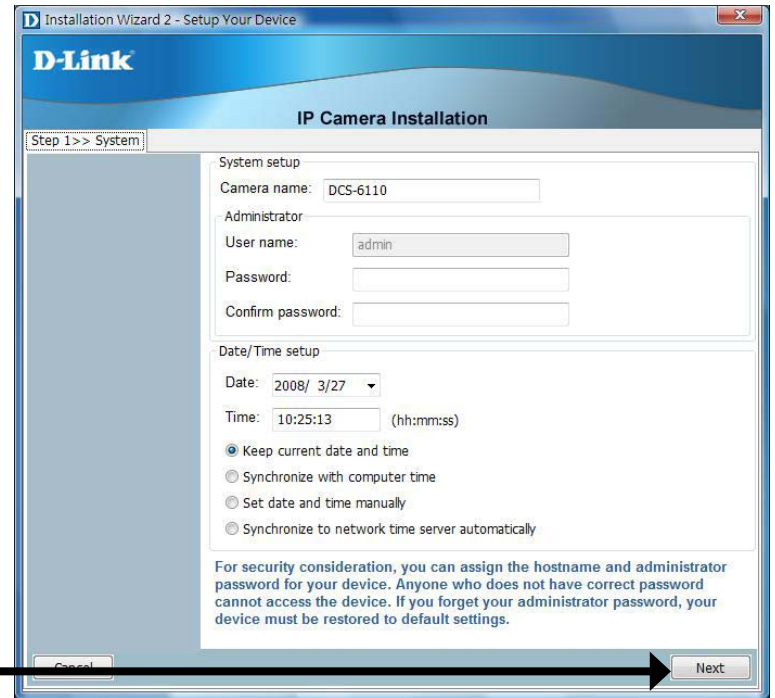 Installation Wizard 2 - Setup Your Device
D-Link
IP Camera Installation
Step 1>> System
System setup
Camera name: DCS-6110
Administrator
User name: admin
Password:
Confirm password:
Date/Time setup
Date: 2008/ 3/27
Time: 10:25:13 (hh:mm:ss)
Keep current date and time
Synchronize with computer time
Set date and time manually
Synchronize to network time server automatically
For security consideration, you can assign the hostname and administrator
password for your device. Anyone who does not have correct password
cannot access the device. If you forget your administrator password, your
device must be restored to default settings.
Cancel Next